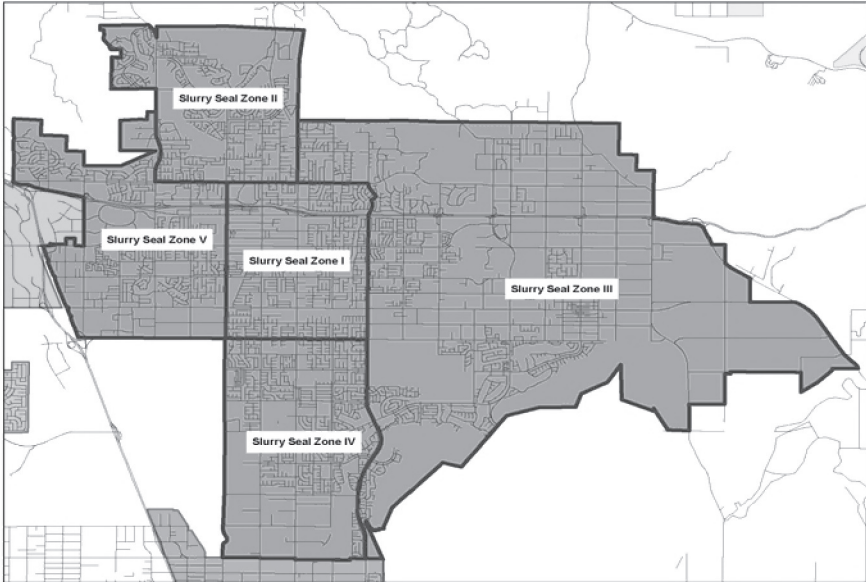 Slurry Seal Zone II
Slurry Seal Zone V
Slurry Seal Zone I
Slurry Seal Zone III
Slurry Seal Zone IV